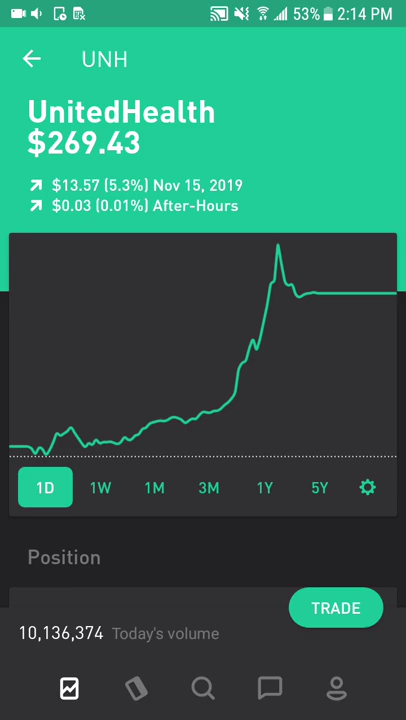 53% 2:14 PM
UNH
UnitedHealth
$269.43
$13.57 (5.3%) Nov 15, 2019
$0.03 (0.01%) After-Hours
1D 1W 1M 3M 1Y 5Y
Position
TRADE
10,136,374 Today's volume